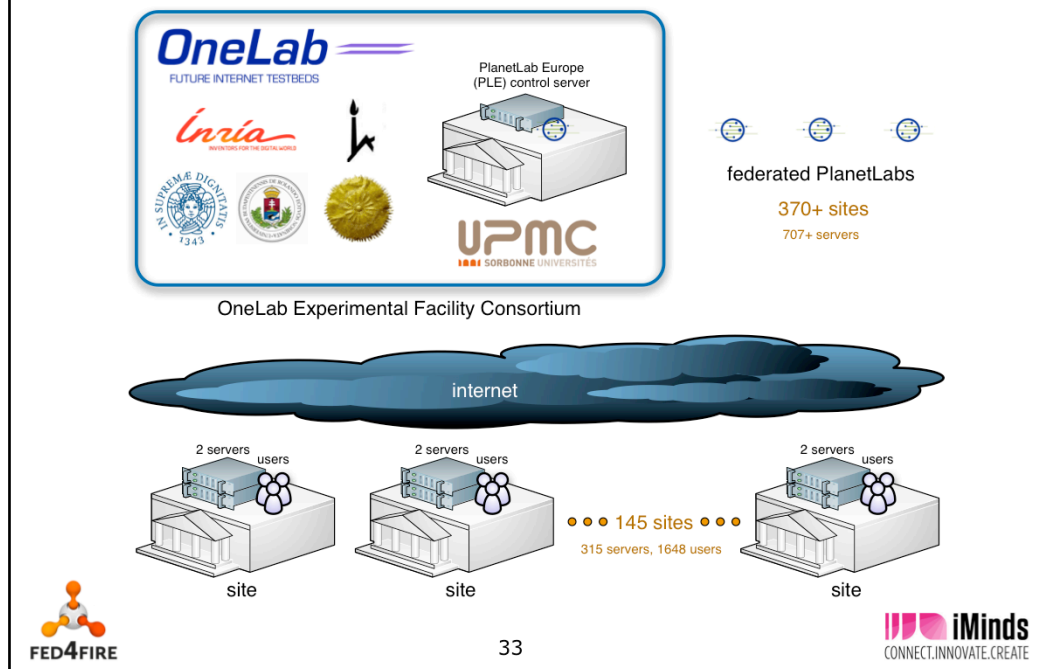 OneLab
FUTURE INTERNET TESTBEDS
PlanetLab Europe
(PLE) control server
Inria
INVENTORS FOR THE DIGITAL WORLD
IN SUPREMÆ DIGNITATIS
· 1343 ·
UPMC
SORBONNE UNIVERSITÉS
federated PlanetLabs
370+ sites
707+ servers
OneLab Experimental Facility Consortium
internet
2 servers
users
2 servers
users
2 servers
users
145 sites
315 servers, 1648 users
site
site
site
FED4FIRE
33
iMinds
CONNECT.INNOVATE.CREATE